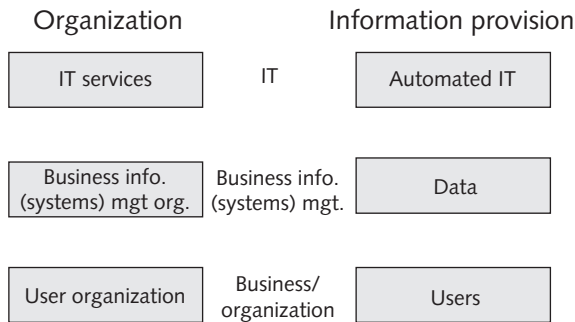 Organization
Information provision
IT services
IT
Automated IT
Business info.
(systems) mgt org.
Business info.
(systems) mgt.
Data
User organization
Business/
organization
Users